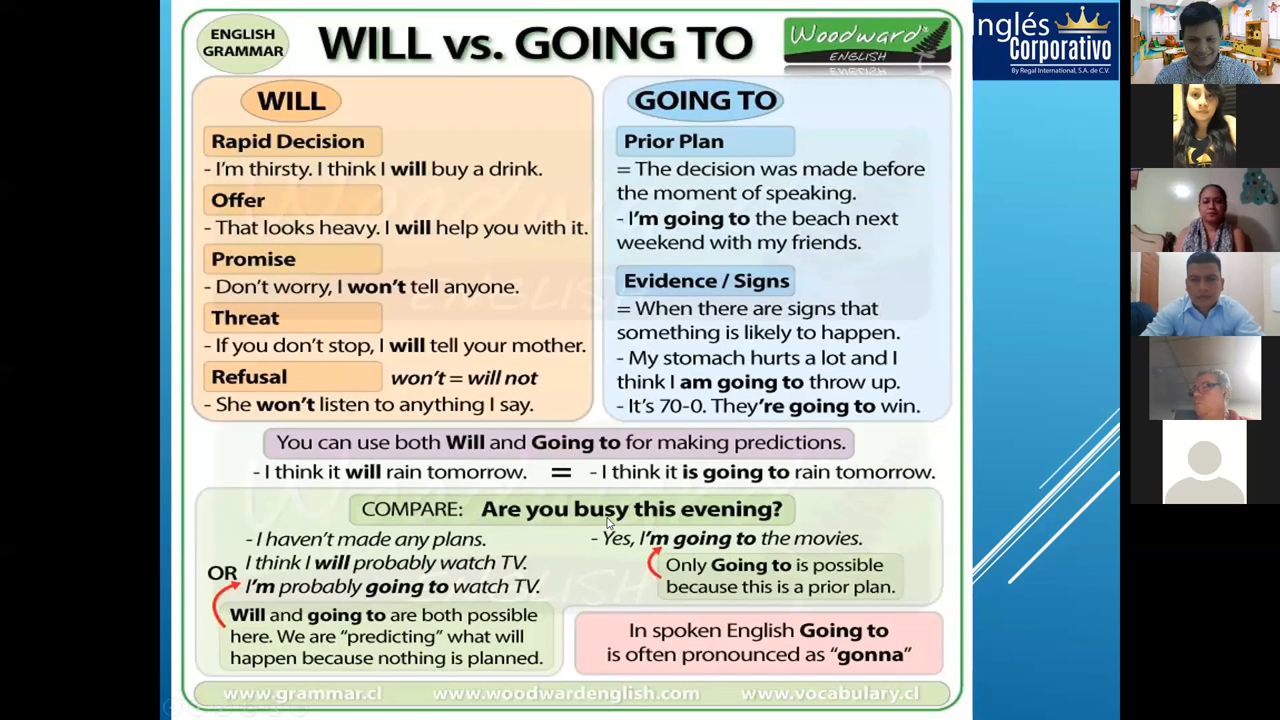 ENGLISH
GRAMMAR
WILL vs. GOING TO
Woodward®
ENGLISH
Inglés
Corporativo
By Regal International, S.A. de C.V.
WILL
Rapid Decision
- I'm thirsty. I think I will buy a drink.
Offer
- That looks heavy. I will help you with it.
Promise
- Don't worry, I won't tell anyone.
Threat
- If you don't stop, I will tell your mother.
Refusal won't = will not
- She won't listen to anything I say.
GOING TO
Prior Plan
= The decision was made before
the moment of speaking.
- I'm going to the beach next
weekend with my friends.
Evidence / Signs
= When there are signs that
something is likely to happen.
- My stomach hurts a lot and I
think I am going to throw up.
- It's 70-0. They're going to win.
You can use both Will and Going to for making predictions.
- I think it will rain tomorrow. = - I think it is going to rain tomorrow.
COMPARE: Are you busy this evening?
- I haven't made any plans.
I think I will probably watch TV.
OR
I'm probably going to watch TV.
Will and going to are both possible
here. We are “predicting” what will
happen because nothing is planned.
- Yes, I'm going to the movies.
Only Going to is possible
because this is a prior plan.
In spoken English Going to
is often pronounced as “gonna”
www.grammar.cl www.woodwardenglish.com www.vocabulary.cl